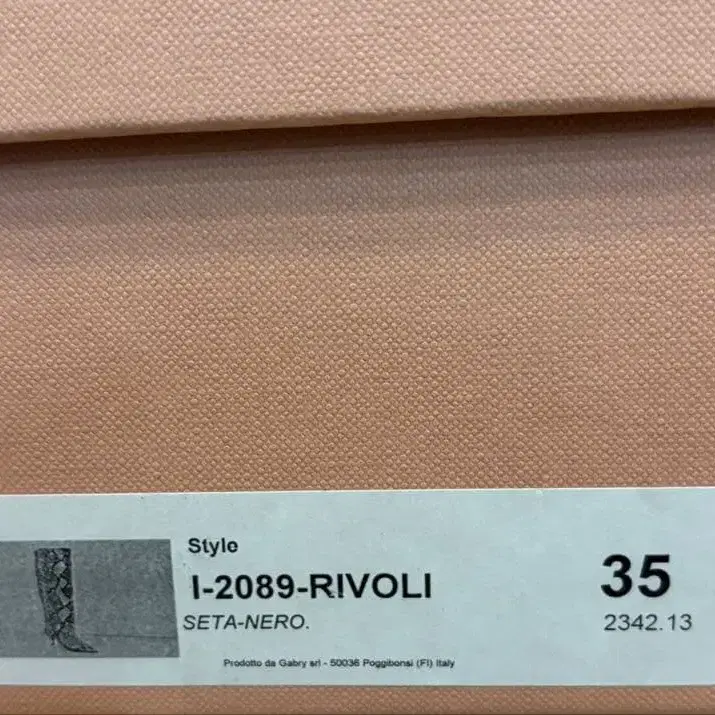 Style
I-2089-RIVOLI
35
SETA-NERO.
2342.13
Prodotto da Gabry srl - 50036 Poggibonsi (FI) Italy